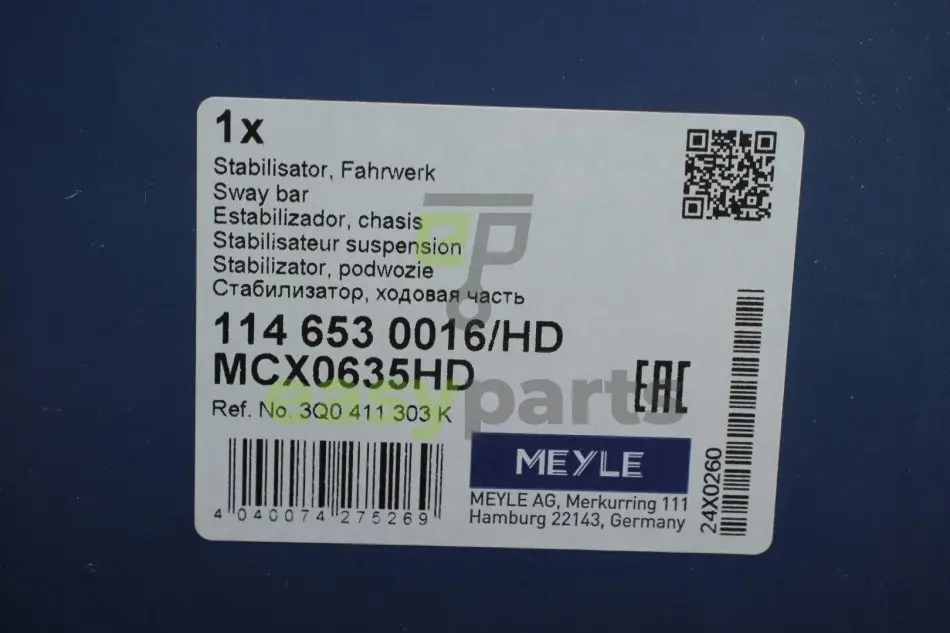 1x
Stabilisator, Fahrwerk
Sway bar
Estabilizador, chasis
Stabilisateur suspension
Stabilizator, podwozie
Стабилизатор, ходовая часть
114 653 0016/HD
MCX0635HD
Ref. No. 3Q0 411 303 K
EAC
easyparts
MEYLE
MEYLE AG, Merkurring 111
Hamburg 22143, Germany
4 040074 275269
24X0260
eP